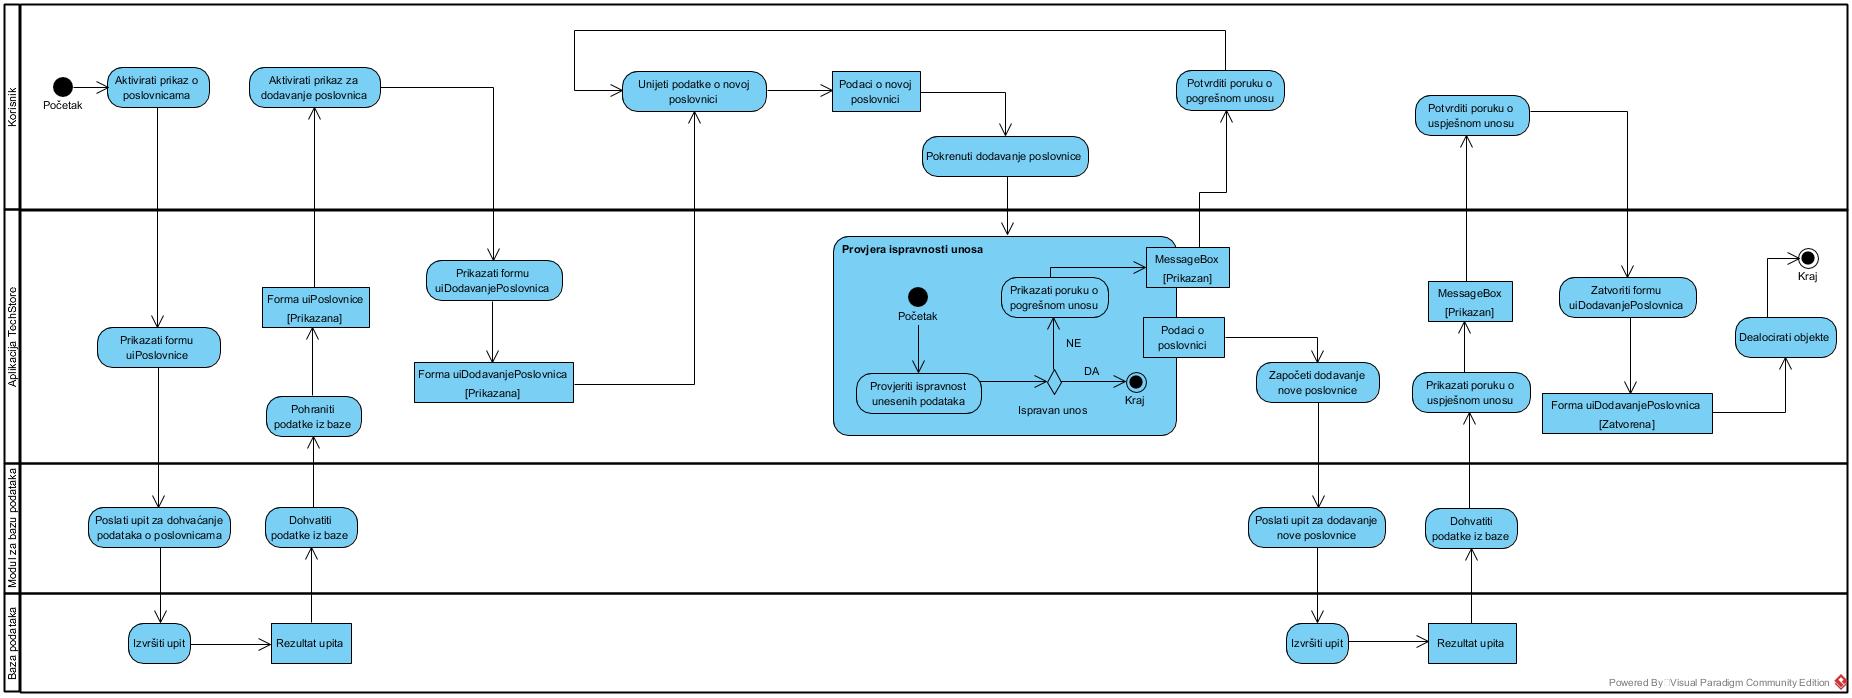 Korisnik
Početak
Aktivirati prikaz o
poslovnicama
Aktivirati prikaz za
dodavanje poslovnica
Unijeti podatke o novoj
poslovnici
Podaci o novoj
poslovnici
Pokrenuti dodavanje poslovnice
Potvrditi poruku o
pogrešnom unosu
Potvrditi poruku o
uspješnom unosu
Aplikacija TechStore
Prikazati formu
uiPoslovnice
Forma uiPoslovnice
[Prikazana]
Pohraniti
podatke iz baze
Prikazati formu
uiDodavanjePoslovnica
Forma uiDodavanjePoslovnica
[Prikazana]
Provjera ispravnosti unosa
Početak
Provjeriti ispravnost
unesenih podataka
Prikazati poruku o
pogrešnom unosu
NE
DA
Ispravan unos
Kraj
MessageBox
[Prikazan]
Podaci o
poslovnici
Započeti dodavanje
nove poslovnice
MessageBox
[Prikazan]
Prikazati poruku o
uspješnom unosu
Zatvoriti formu
uiDodavanjePoslovnica
Forma uiDodavanjePoslovnica
[Zatvorena]
Dealocirati objekte
Kraj
Modul za bazu podataka
Poslati upit za dohvaćanje
podataka o poslovnicama
Dohvatiti
podatke iz baze
Poslati upit za dodavanje
nove poslovnice
Dohvatiti
podatke iz baze
Baza podataka
Izvršiti upit
Rezultat upita
Izvršiti upit
Rezultat upita
Powered By Visual Paradigm Community Edition